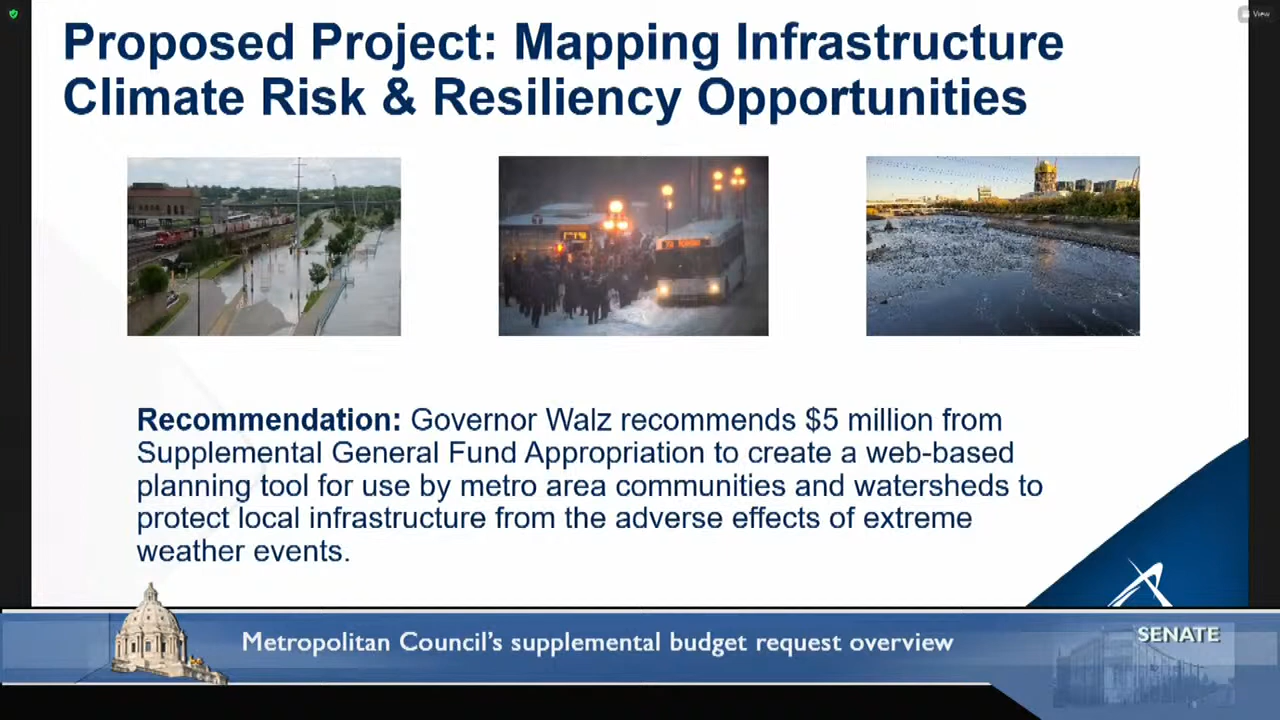 View
Proposed Project: Mapping Infrastructure
Climate Risk & Resiliency Opportunities
Recommendation: Governor Walz recommends $5 million from
Supplemental General Fund Appropriation to create a web-based
planning tool for use by metro area communities and watersheds to
protect local infrastructure from the adverse effects of extreme
weather events.
Metropolitan Council's supplemental budget request overview
SENATE